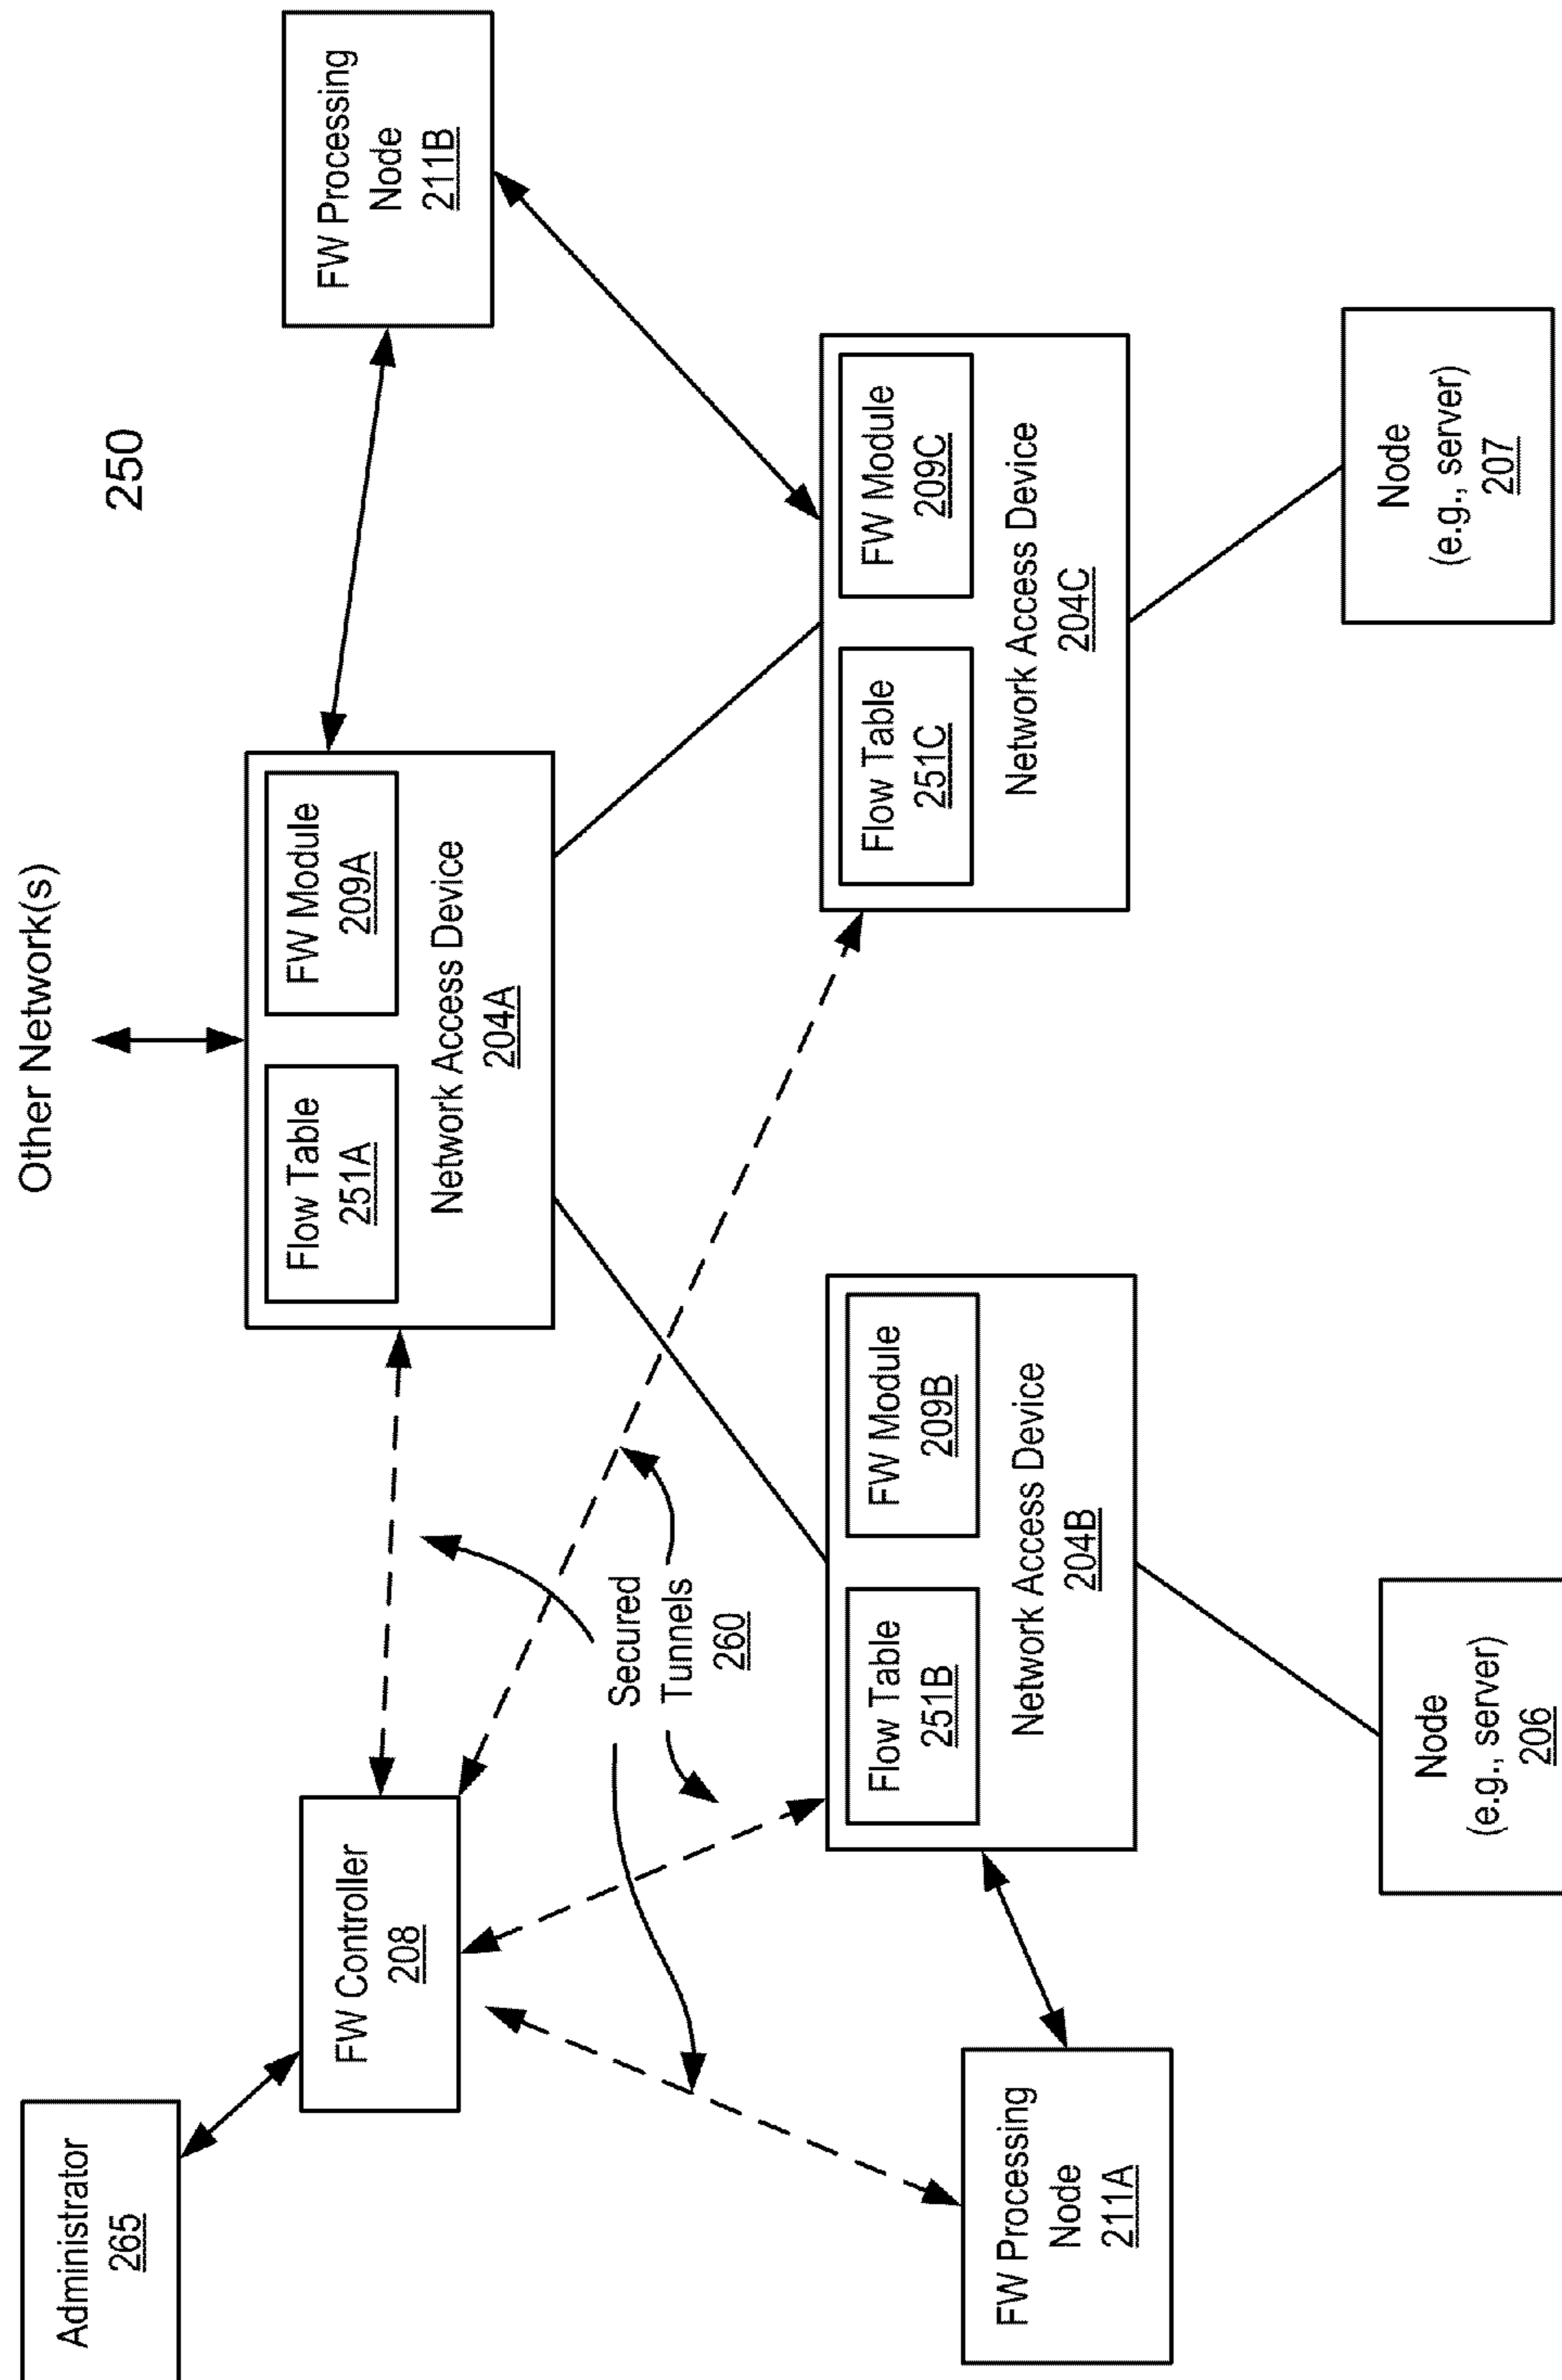 Other Network(s)
250
Administrator
265
FW Controller
208
Flow Table
251A
FW Module
209A
Network Access Device
204A
FW Processing
Node
211B
Secured
Tunnels
260
Flow Table
251B
FW Module
209B
Network Access Device
204B
Flow Table
251C
FW Module
209C
Network Access Device
204C
FW Processing
Node
211A
Node
(e.g., server)
206
Node
(e.g., server)
207